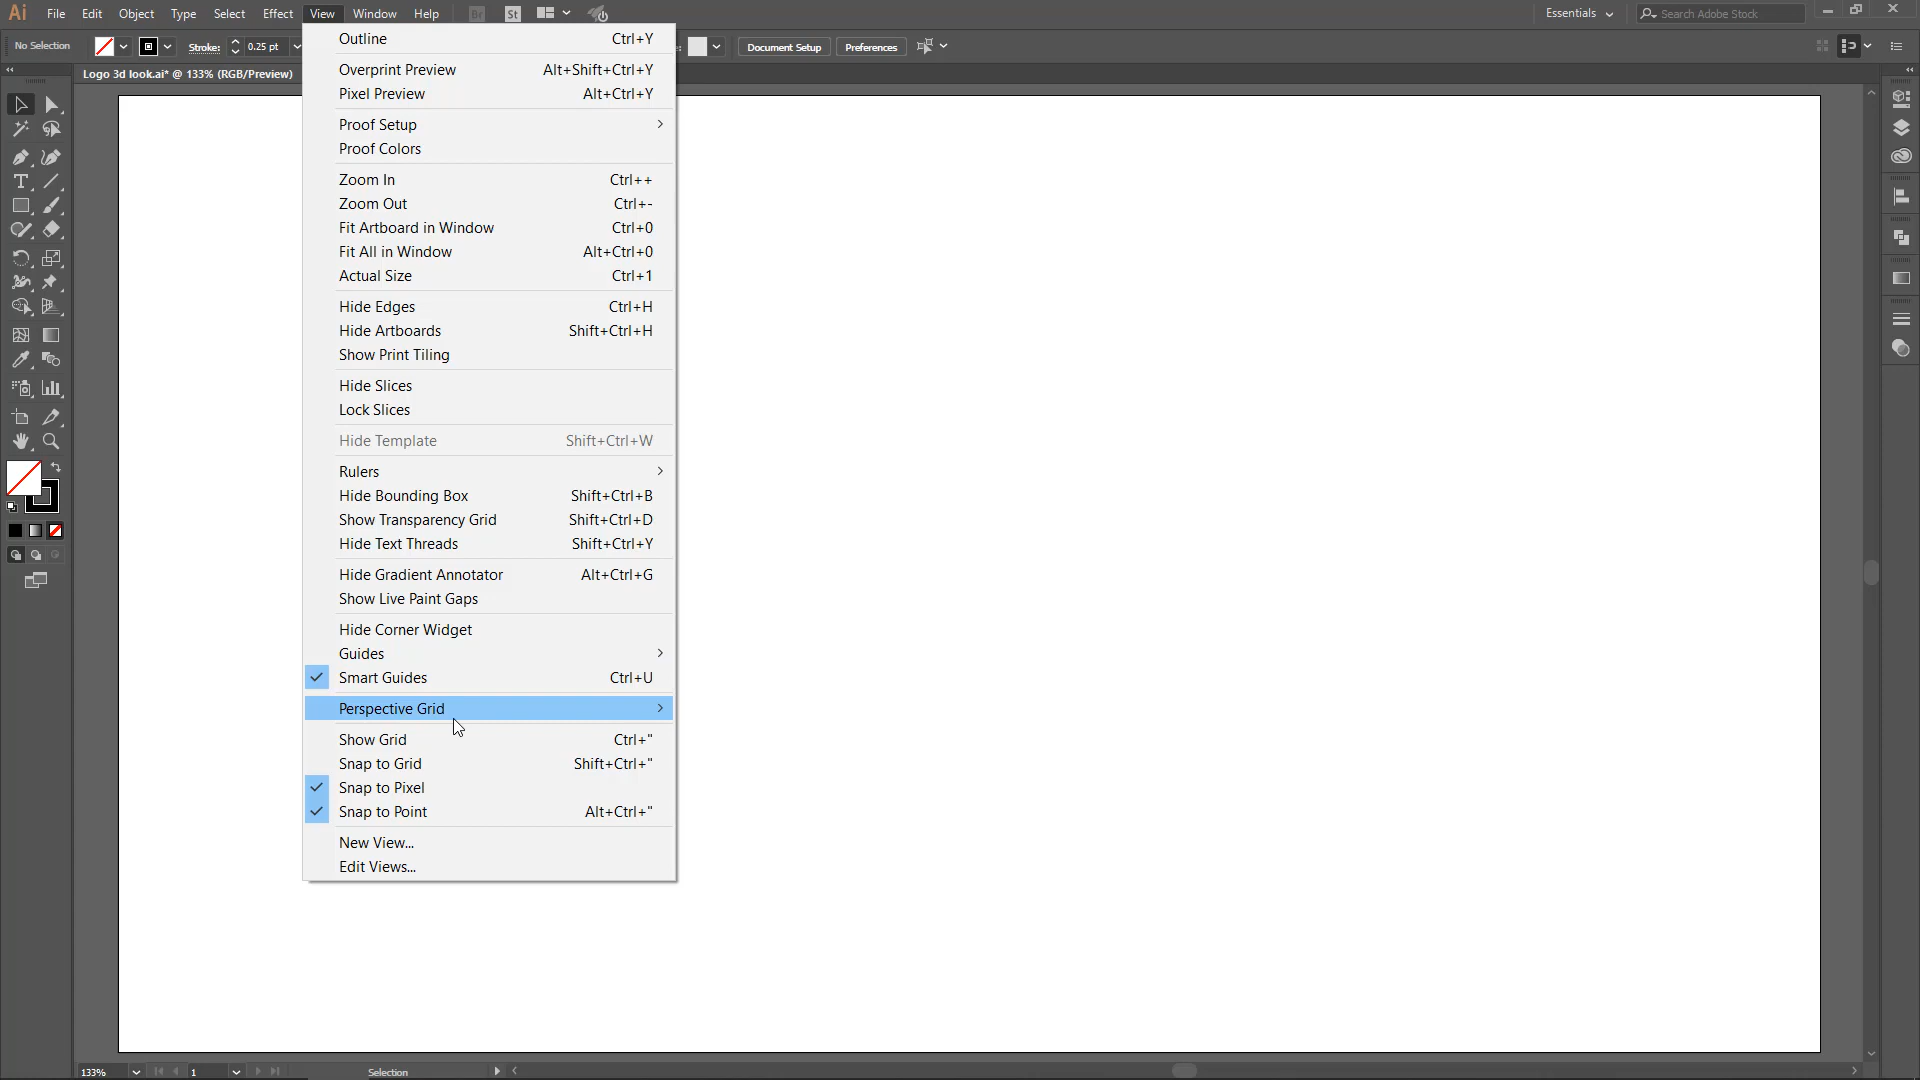 Ai File Edit Object Type Select Effect View Window Help Br St Essentials Search Adobe Stock
No Selection Stroke: 0.25 pt Document Setup Preferences
Logo 3d look.ai* @ 133% (RGB/Preview)
Outline Ctrl+Y
Overprint Preview Alt+Shift+Ctrl+Y
Pixel Preview Alt+Ctrl+Y
Proof Setup
Proof Colors
Zoom In Ctrl++
Zoom Out Ctrl+-
Fit Artboard in Window Ctrl+0
Fit All in Window Alt+Ctrl+0
Actual Size Ctrl+1
Hide Edges Ctrl+H
Hide Artboards Shift+Ctrl+H
Show Print Tiling
Hide Slices
Lock Slices
Hide Template Shift+Ctrl+W
Rulers
Hide Bounding Box Shift+Ctrl+B
Show Transparency Grid Shift+Ctrl+D
Hide Text Threads Shift+Ctrl+Y
Hide Gradient Annotator Alt+Ctrl+G
Show Live Paint Gaps
Hide Corner Widget
Guides
Smart Guides Ctrl+U
Perspective Grid
Show Grid Ctrl+"
Snap to Grid Shift+Ctrl+"
Snap to Pixel
Snap to Point Alt+Ctrl+"
New View...
Edit Views...
133% 1 Selection